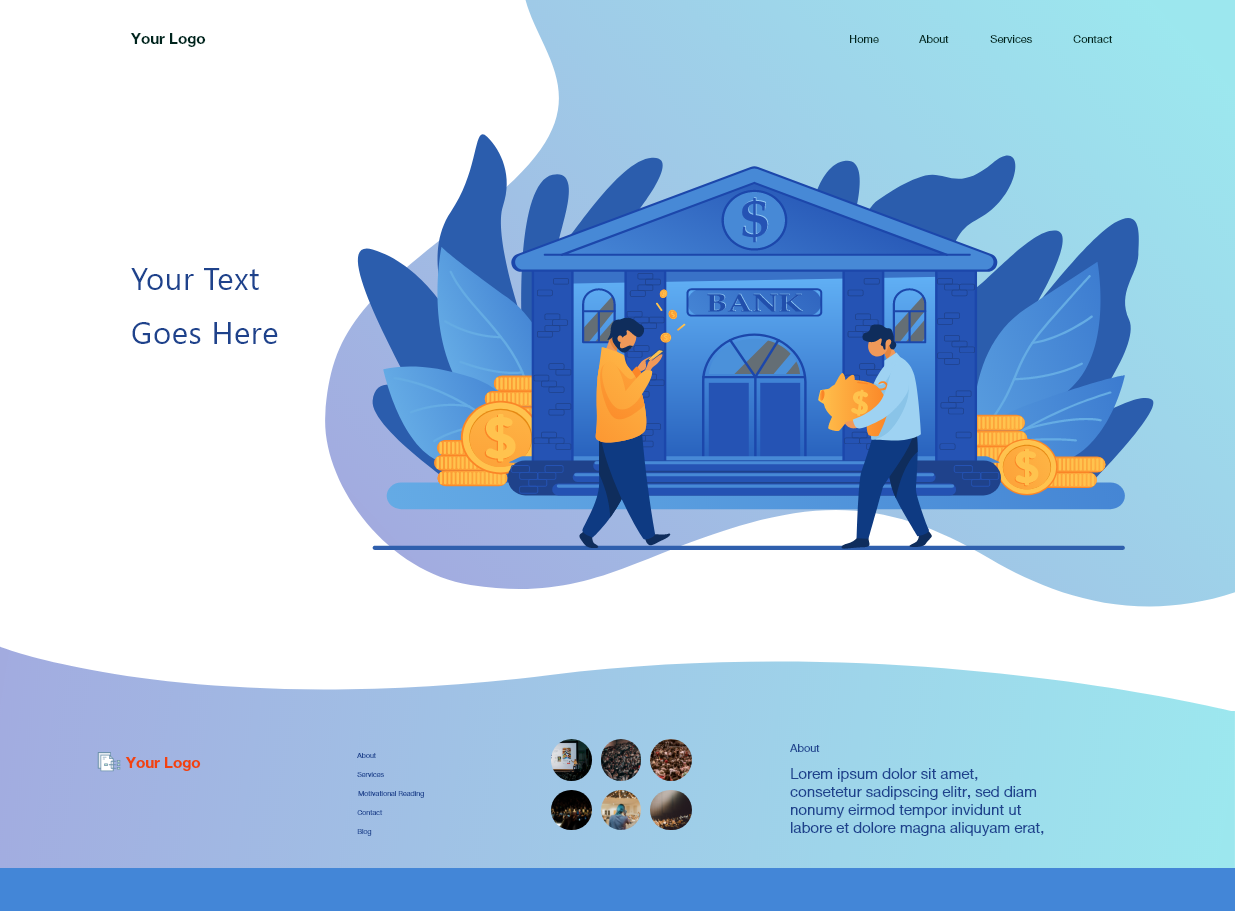 Your Logo
Home
About
Services
Contact
Your Text
Goes Here
$
BANK
$
$
$
Your Logo
About
Services
Motivational Reading
Contact
Blog
About
Lorem ipsum dolor sit amet,
consetetur sadipscing elitr, sed diam
nonumy eirmod tempor invidunt ut
labore et dolore magna aliquyam erat,